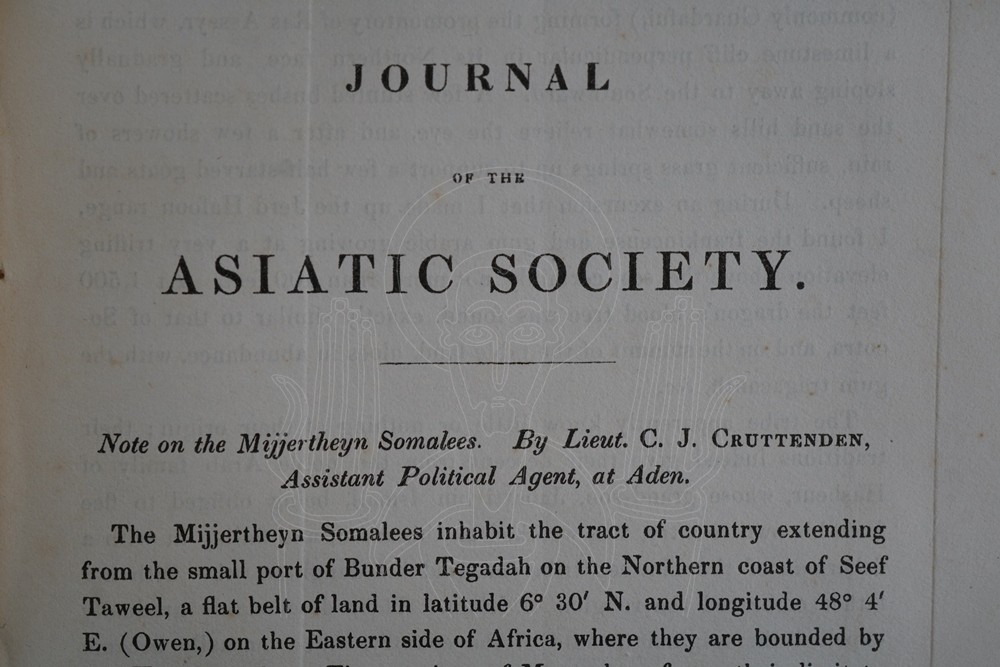 JOURNAL
OF THE
ASIATIC SOCIETY.
Note on the Mijjertheyn Somalees. By Lieut. C. J. CRUTTENDEN,
Assistant Political Agent, at Aden.
The Mijjertheyn Somalees inhabit the tract of country extending
from the small port of Bunder Tegadah on the Northern coast of Seef
Taweel, a flat belt of land in latitude 6° 30′ N. and longitude 48° 4′
E. (Owen,) on the Eastern side of Africa, where they are bounded by